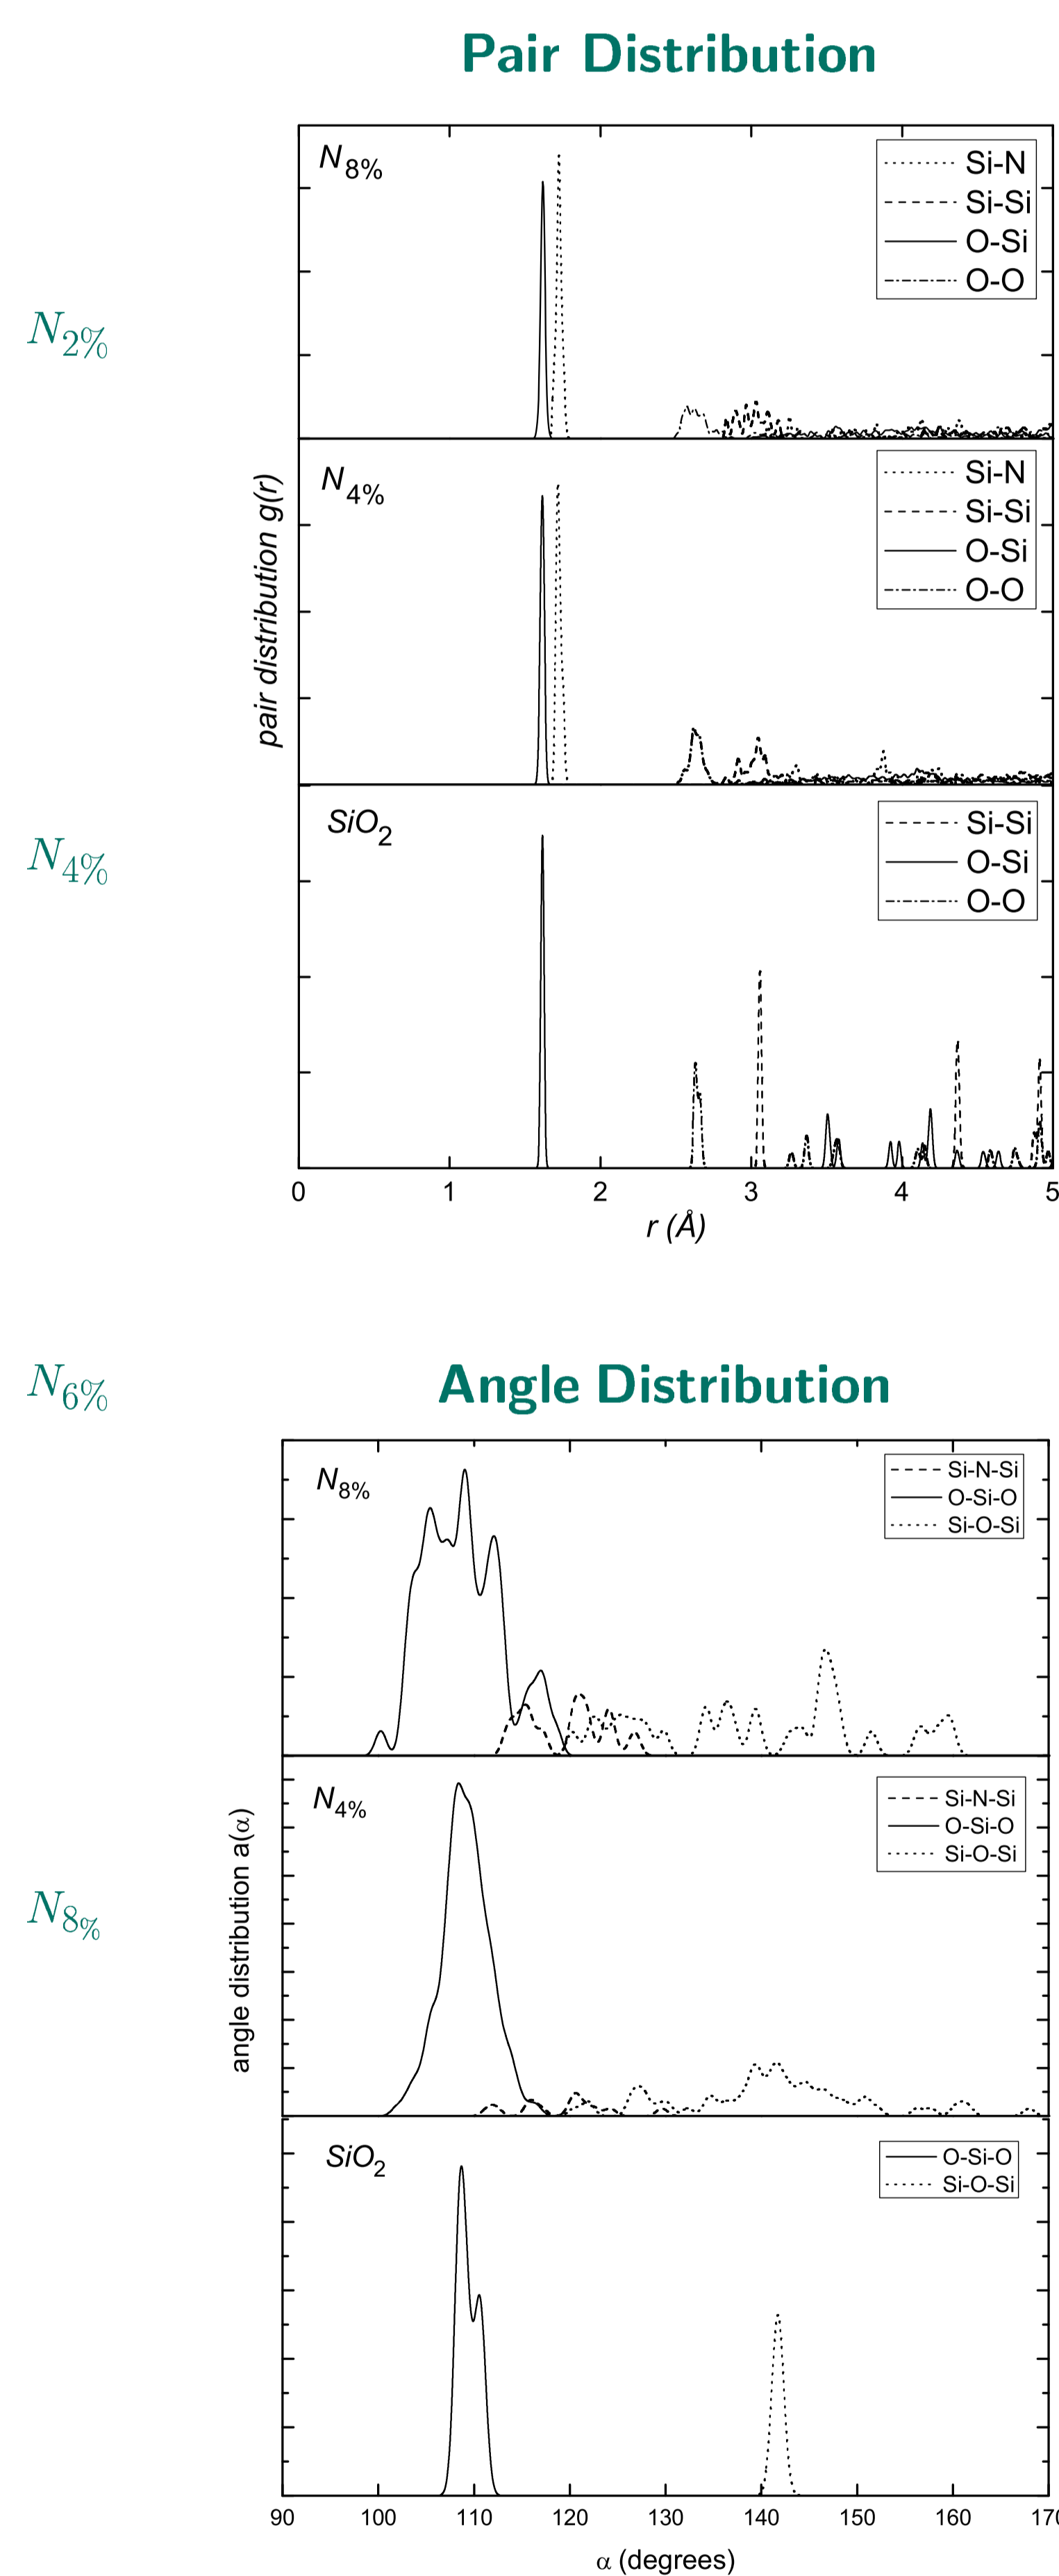 Pair Distribution
N8%
Si-N
Si-Si
O-Si
O-O
N2%
N4%
Si-N
Si-Si
O-Si
O-O
pair distribution g(r)
SiO2
Si-Si
O-Si
O-O
N4%
0 1 2 3 4 5
r (Å)
N6%
Angle Distribution
N8%
Si-N-Si
O-Si-O
Si-O-Si
N4%
Si-N-Si
O-Si-O
Si-O-Si
angle distribution a(α)
N8%
SiO2
O-Si-O
Si-O-Si
90 100 110 120 130 140 150 160 170
α (degrees)